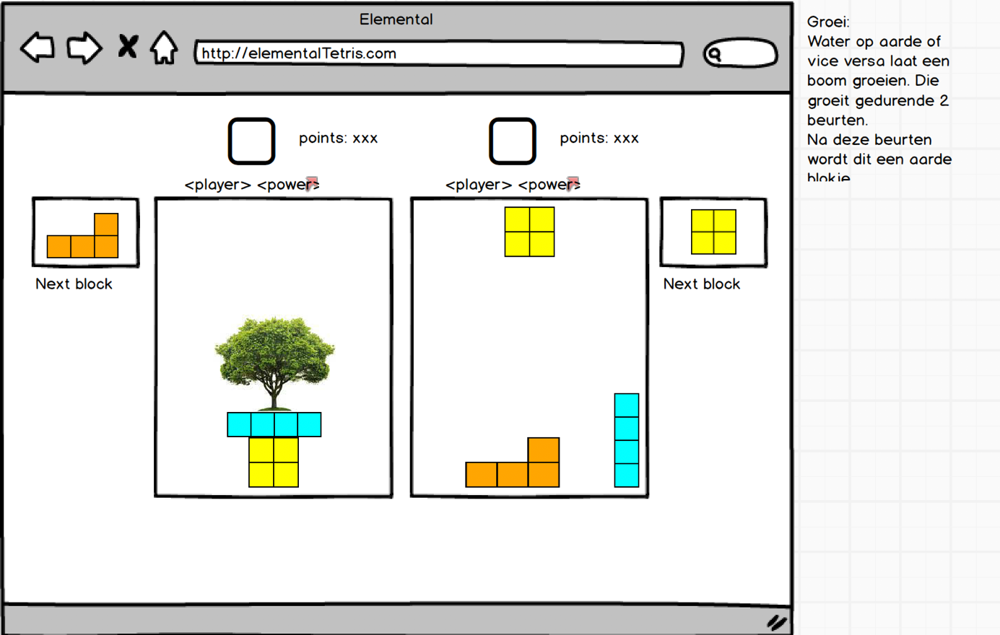 Elemental
http://elementalTetris.com
points: xxx
points: xxx
<player> <power>
<player> <power>
Next block
Next block
Groei:
Water op aarde of
vice versa laat een
boom groeien. Die
groeit gedurende 2
beurten.
Na deze beurten
wordt dit een aarde
blokje